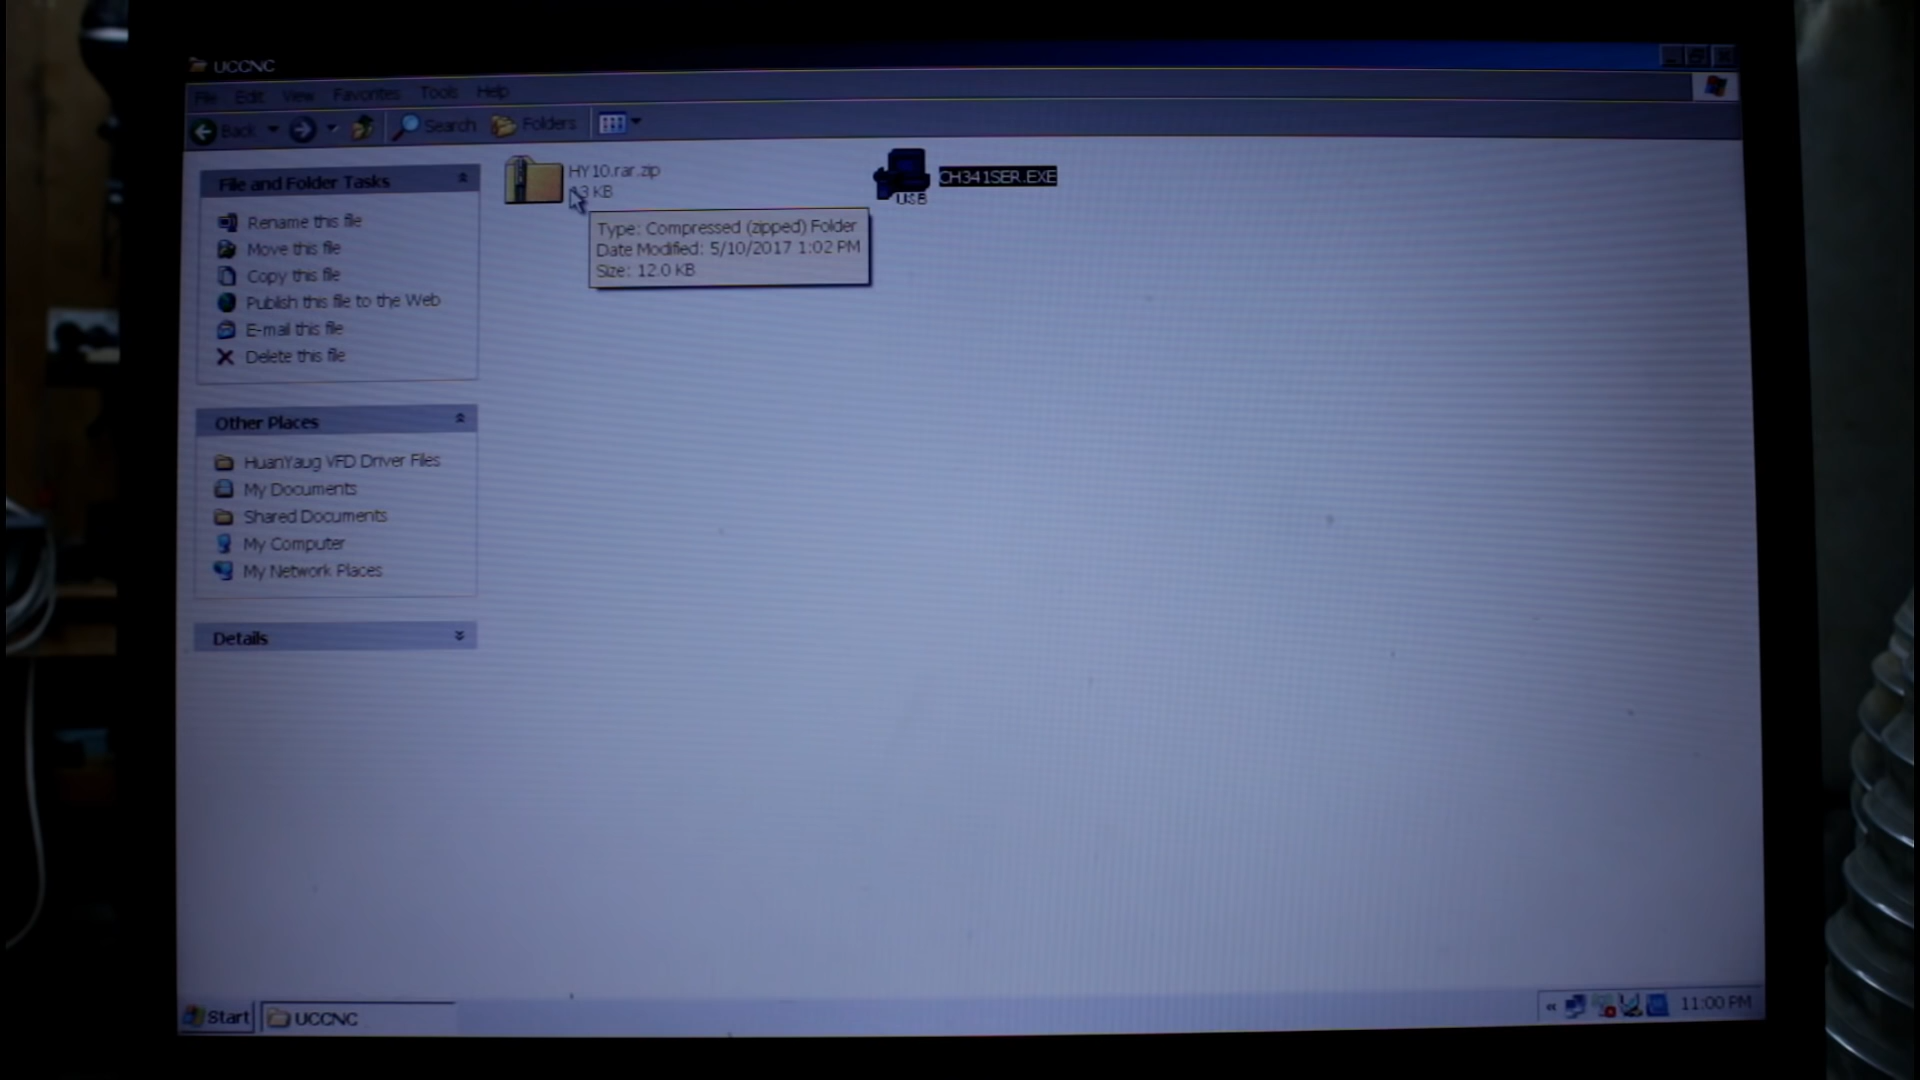 UCCNC
File Edit View Favorites Tools Help
Back Search Folders
File and Folder Tasks
Rename this file
Move this file
Copy this file
Publish this file to the Web
E-mail this file
Delete this file
Other Places
HuanYaug VFD Driver Files
My Documents
Shared Documents
My Computer
My Network Places
Details
HY10.rar.zip
KB
Type: Compressed (zipped) Folder
Date Modified: 5/10/2017 1:02 PM
Size: 12.0 KB
CH341SER.EXE
USB
Start UCCNC 11:00 PM